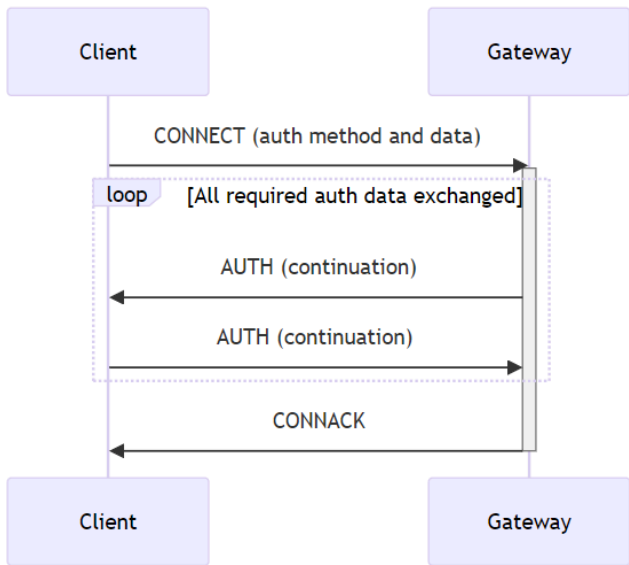 Client
Gateway
CONNECT (auth method and data)
loop
[All required auth data exchanged]
AUTH (continuation)
AUTH (continuation)
CONNACK
Client
Gateway